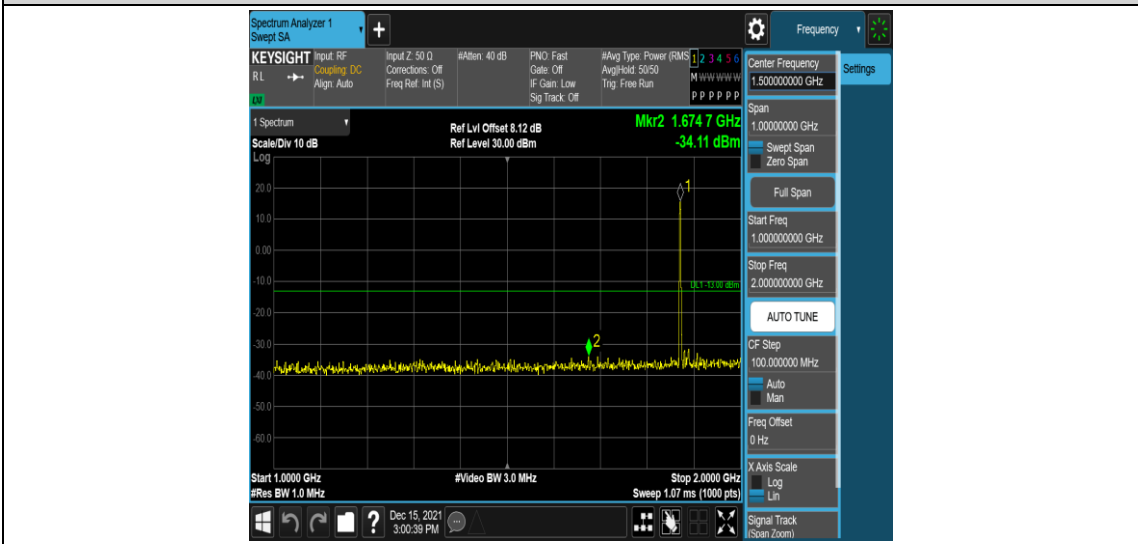 Spectrum Analyzer 1
Swept SA
+
Frequency
KEYSIGHT
Input: RF
Input Z: 50 Ω
#Atten: 40 dB
PNO: Fast
#Avg Type: Power (RMS
1 2 3 4 5 6
RL
Coupling: DC
Corrections: Off
Gate: Off
Avg|Hold: 50/50
M W W W W W
Align: Auto
Freq Ref: Int (S)
IF Gain: Low
Trig: Free Run
Sig Track: Off
P P P P P P
LXI
1 Spectrum
Ref Lvl Offset 8.12 dB
Mkr2 1.674 7 GHz
Scale/Div 10 dB
Ref Level 30.00 dBm
-34.11 dBm
Log
20.0
10.0
0.00
-10.0
-20.0
-30.0
-40.0
-50.0
-60.0
1
DL1 -13.00 dBm
2
Start 1.0000 GHz
#Video BW 3.0 MHz
Stop 2.0000 GHz
#Res BW 1.0 MHz
Sweep 1.07 ms (1000 pts)
Center Frequency
1.500000000 GHz
Settings
Span
1.00000000 GHz
Swept Span
Zero Span
Full Span
Start Freq
1.000000000 GHz
Stop Freq
2.000000000 GHz
AUTO TUNE
CF Step
100.000000 MHz
Auto
Man
Freq Offset
0 Hz
X Axis Scale
Log
Lin
Signal Track
(Span Zoom)
?
Dec 15, 2021
3:00:39 PM